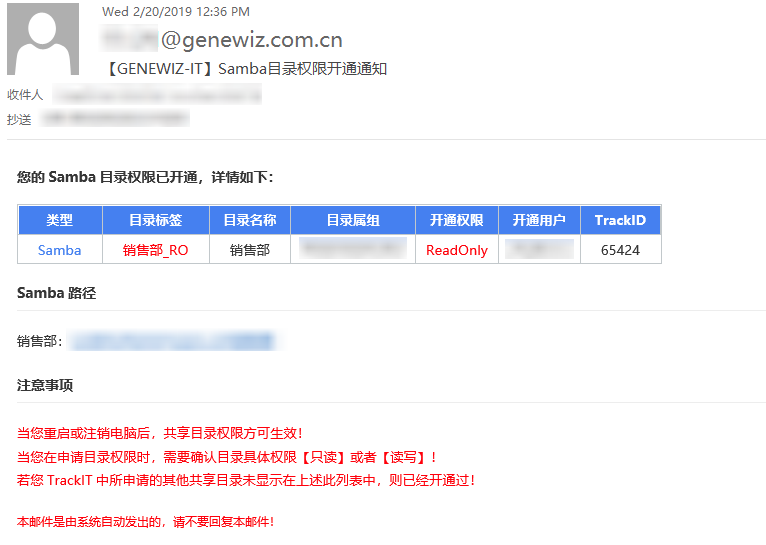 Wed 2/20/2019 12:36 PM
@genewiz.com.cn
【GENEWIZ-IT】Samba目录权限开通通知
收件人
抄送
您的 Samba 目录权限已开通，详情如下：
类型 目录标签 目录名称 目录属组 开通权限 开通用户 TrackID
Samba 销售部_RO 销售部 ReadOnly 65424
Samba 路径
销售部：
注意事项
当您重启或注销电脑后，共享目录权限方可生效！
当您在申请目录权限时，需要确认目录具体权限【只读】或者【读写】！
若您 TrackIT 中所申请的其他共享目录未显示在上述此列表中，则已经开通过！
本邮件是由系统自动发出的，请不要回复本邮件！